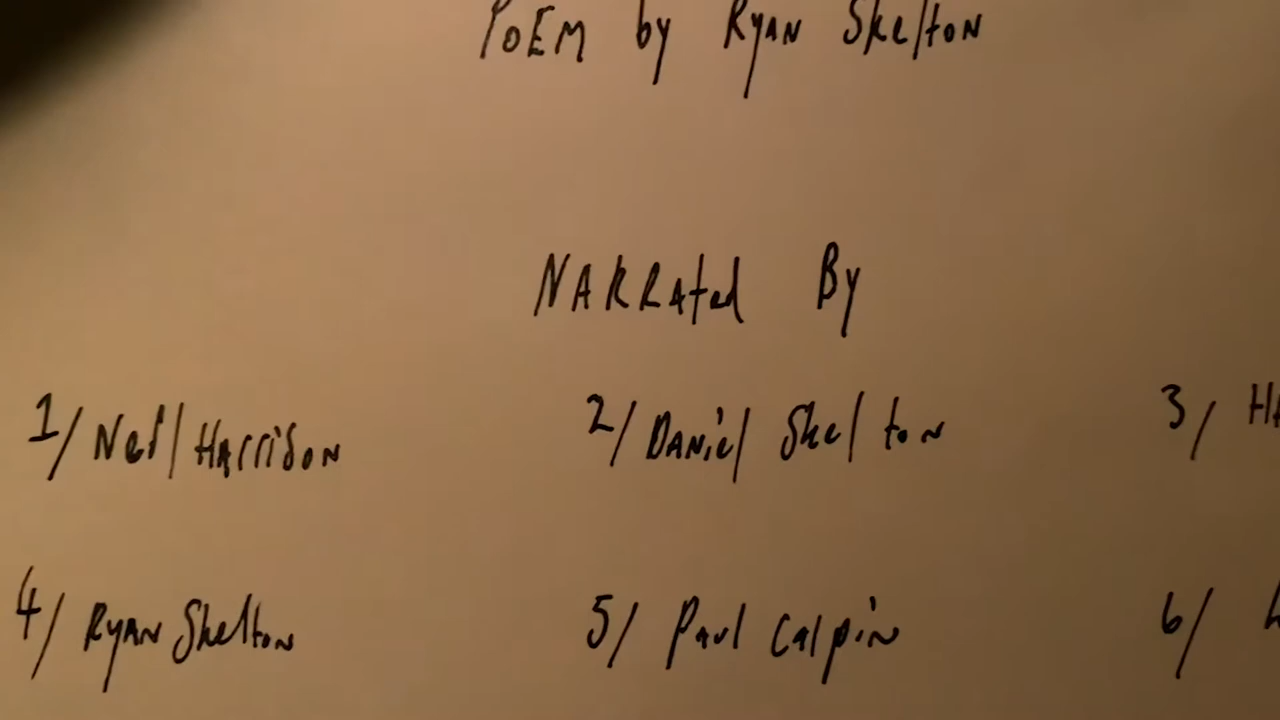 POEM by RYAN SkeltoN
NARRated By
1/ Neil HARRiSoN 2/ DANiel SkeltoN 3/
4/ RYAN SkeltoN 5/ Paul CalpiN 6/